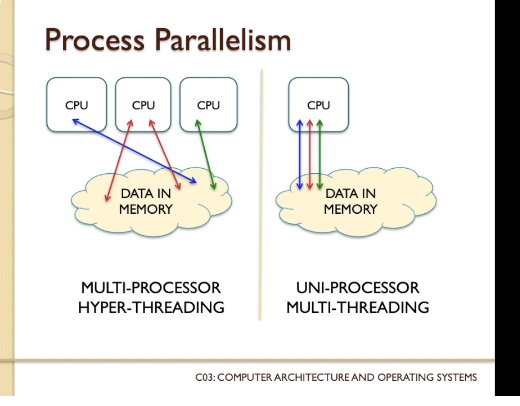 Process Parallelism
CPU
CPU
CPU
DATA IN
MEMORY
MULTI-PROCESSOR
HYPER-THREADING
CPU
DATA IN
MEMORY
UNI-PROCESSOR
MULTI-THREADING
C03: COMPUTER ARCHITECTURE AND OPERATING SYSTEMS